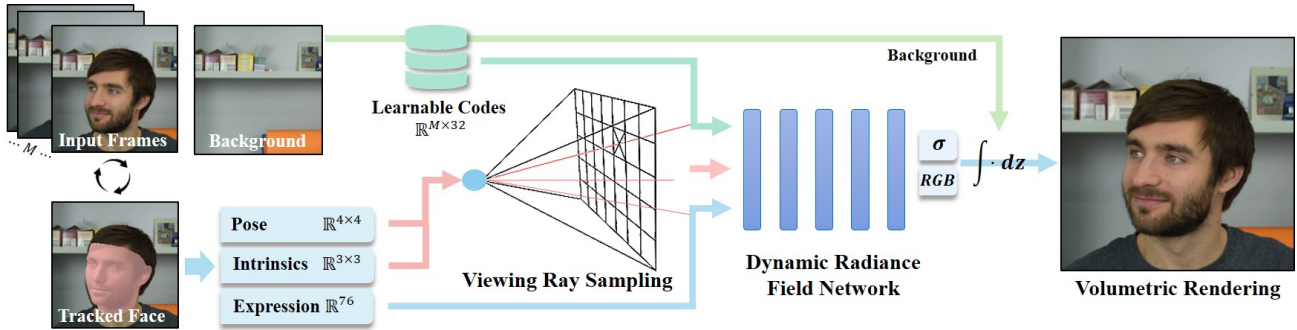 Input Frames
... M ...
Background
Learnable Codes
ℝ^{M×32}
Background
Tracked Face
Pose ℝ^{4×4}
Intrinsics ℝ^{3×3}
Expression ℝ^{76}
Viewing Ray Sampling
Dynamic Radiance
Field Network
σ
RGB
∫ · dz
Volumetric Rendering